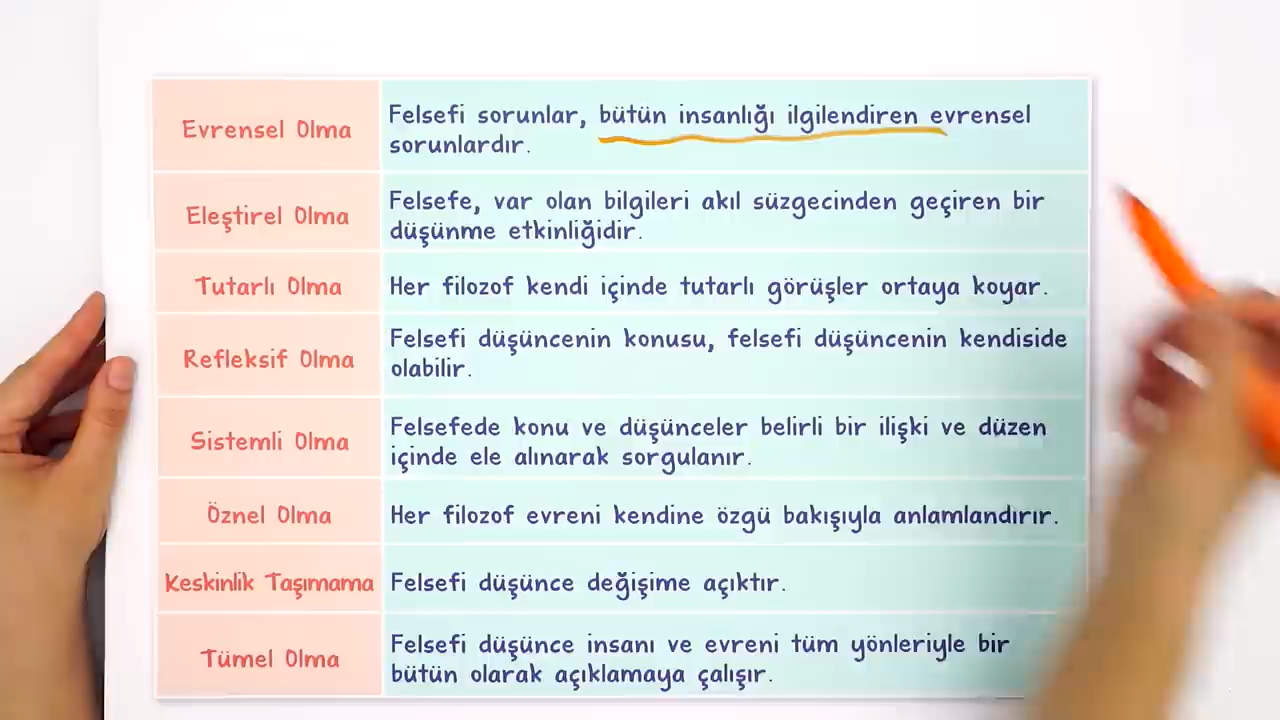 Evrensel Olma
Felsefi sorunlar, bütün insanlığı ilgilendiren evrensel
sorunlardır.
Eleştirel Olma
Felsefe, var olan bilgileri akıl süzgecinden geçiren bir
düşünme etkinliğidir.
Tutarlı Olma
Her filozof kendi içinde tutarlı görüşler ortaya koyar.
Refleksif Olma
Felsefi düşüncenin konusu, felsefi düşüncenin kendiside
olabilir.
Sistemli Olma
Felsefede konu ve düşünceler belirli bir ilişki ve düzen
içinde ele alınarak sorgulanır.
Öznel Olma
Her filozof evreni kendine özgü bakışıyla anlamlandırır.
Keskinlik Taşımama
Felsefi düşünce değişime açıktır.
Tümel Olma
Felsefi düşünce insanı ve evreni tüm yönleriyle bir
bütün olarak açıklamaya çalışır.